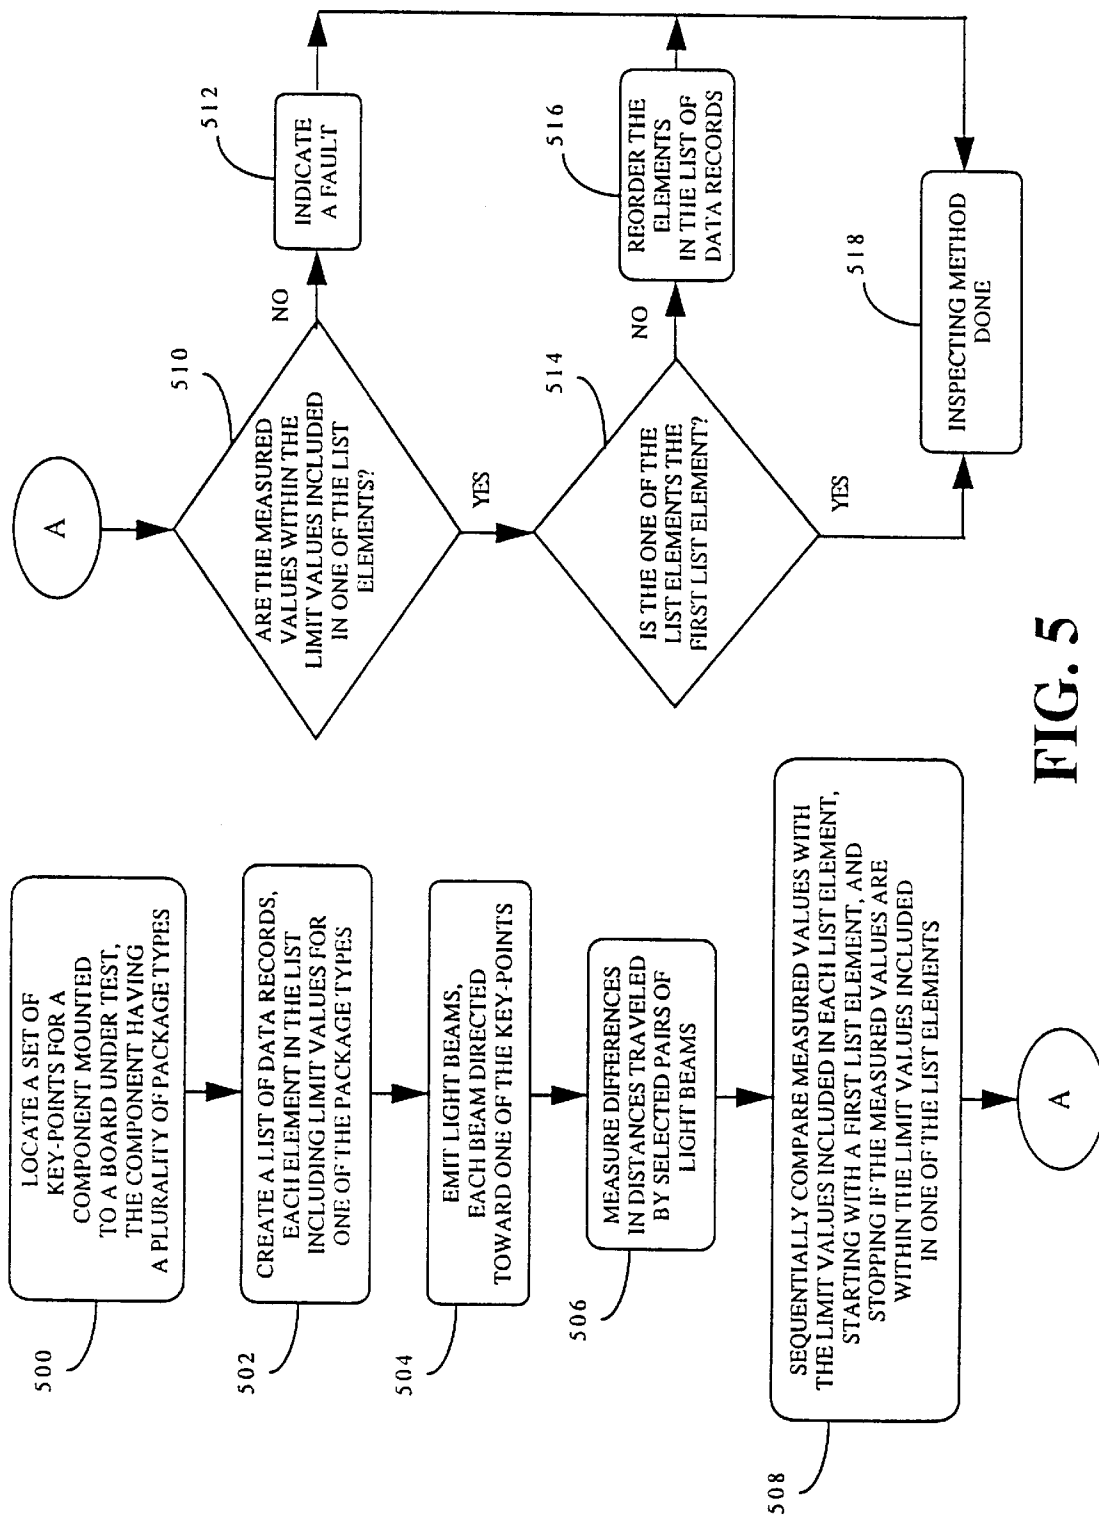 LOCATE A SET OF
KEY-POINTS FOR A
COMPONENT MOUNTED
TO A BOARD UNDER TEST,
THE COMPONENT HAVING
A PLURALITY OF PACKAGE TYPES
500
CREATE A LIST OF DATA RECORDS,
EACH ELEMENT IN THE LIST
INCLUDING LIMIT VALUES FOR
ONE OF THE PACKAGE TYPES
502
EMIT LIGHT BEAMS,
EACH BEAM DIRECTED
TOWARD ONE OF THE KEY-POINTS
504
MEASURE DIFFERENCES
IN DISTANCES TRAVELED
BY SELECTED PAIRS OF
LIGHT BEAMS
506
SEQUENTIALLY COMPARE MEASURED VALUES WITH
THE LIMIT VALUES INCLUDED IN EACH LIST ELEMENT,
STARTING WITH A FIRST LIST ELEMENT, AND
STOPPING IF THE MEASURED VALUES ARE
WITHIN THE LIMIT VALUES INCLUDED
IN ONE OF THE LIST ELEMENTS
508
A
A
ARE THE MEASURED
VALUES WITHIN THE
LIMIT VALUES INCLUDED
IN ONE OF THE LIST
ELEMENTS?
510
NO
INDICATE
A FAULT
512
YES
IS THE ONE OF THE
LIST ELEMENTS THE
FIRST LIST ELEMENT?
514
NO
REORDER THE
ELEMENTS
IN THE LIST OF
DATA RECORDS
516
YES
INSPECTING METHOD
DONE
518
FIG. 5